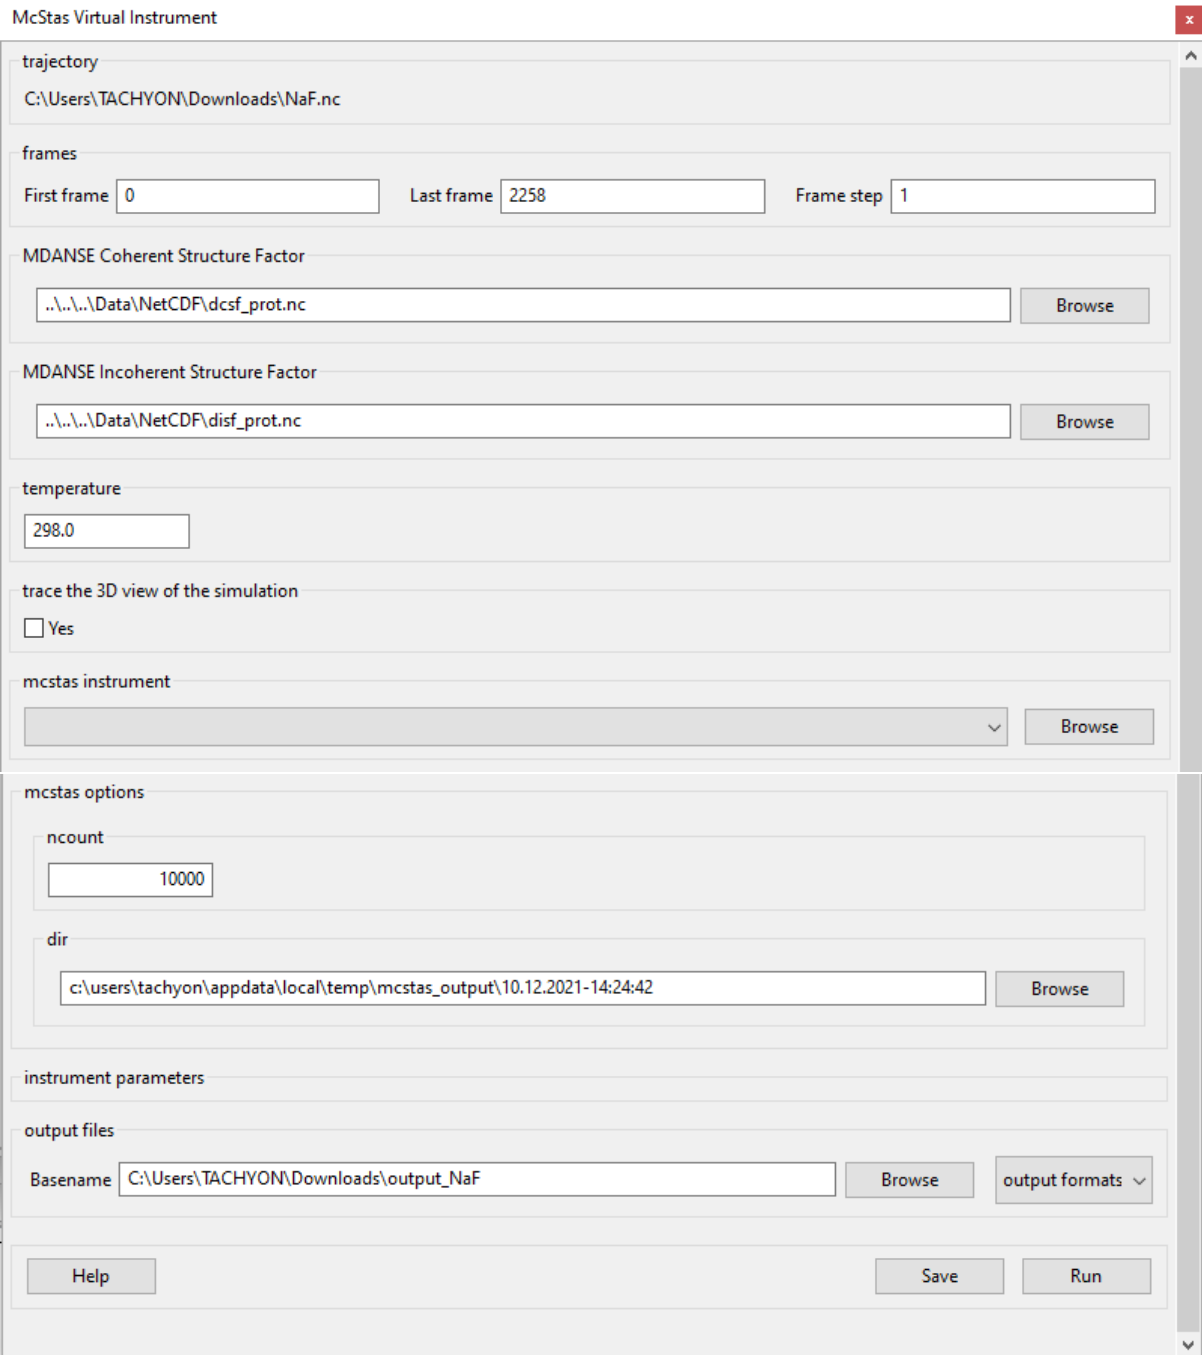 McStas Virtual Instrument x
trajectory
C:\Users\TACHYON\Downloads\NaF.nc
frames
First frame 0 Last frame 2258 Frame step 1
MDANSE Coherent Structure Factor
..\..\..\Data\NetCDF\dcsf_prot.nc Browse
MDANSE Incoherent Structure Factor
..\..\..\Data\NetCDF\disf_prot.nc Browse
temperature
298.0
trace the 3D view of the simulation
Yes
mcstas instrument
Browse
mcstas options
ncount
10000
dir
c:\users\tachyon\appdata\local\temp\mcstas_output\10.12.2021-14:24:42 Browse
instrument parameters
output files
Basename C:\Users\TACHYON\Downloads\output_NaF Browse output formats
Help Save Run